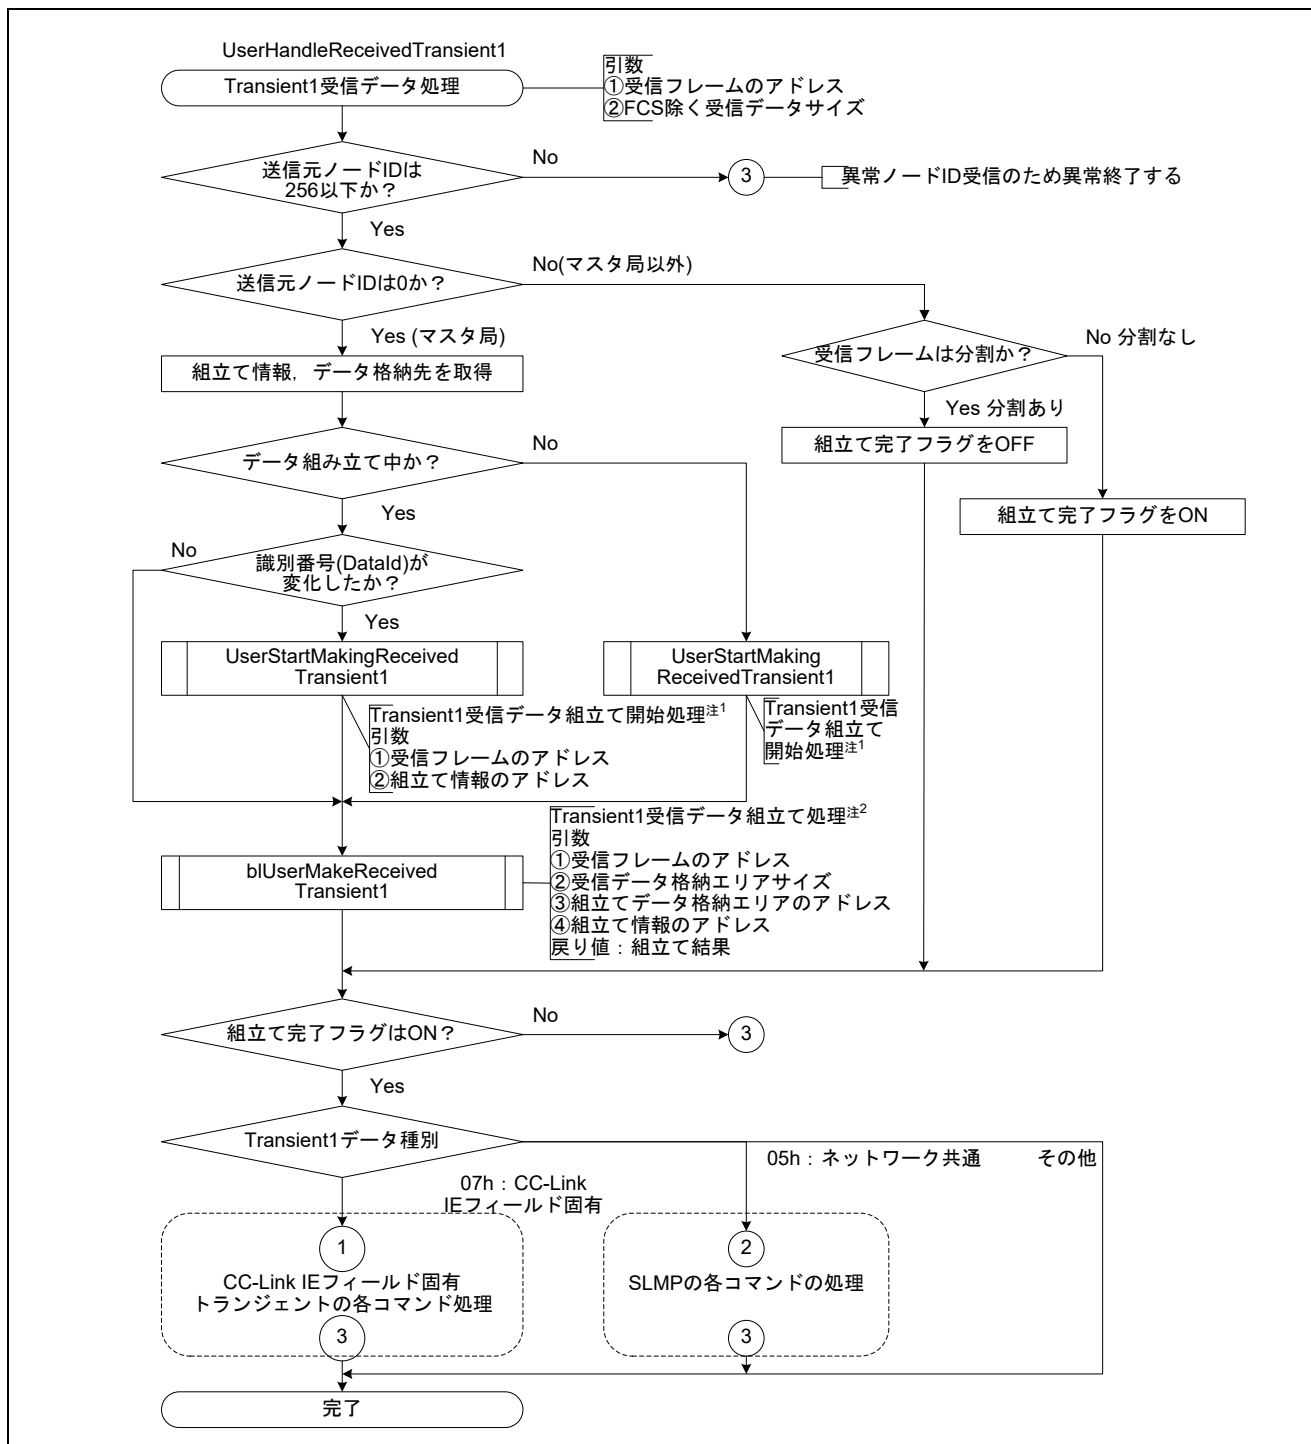 UserHandleReceivedTransient1
Transient1受信データ処理
引数
①受信フレームのアドレス
②FCS除く受信データサイズ
送信元ノードIDは
256以下か？
No
3
異常ノードID受信のため異常終了する
Yes
送信元ノードIDは0か？
No(マスタ局以外)
Yes (マスタ局)
受信フレームは分割か？
No 分割なし
組立て情報，データ格納先を取得
Yes 分割あり
組立て完了フラグをOFF
データ組み立て中か？
No
組立て完了フラグをON
Yes
No
識別番号(DataId)が
変化したか？
Yes
UserStartMakingReceived
Transient1
UserStartMaking
ReceivedTransient1
Transient1受信データ組立て開始処理注1
引数
①受信フレームのアドレス
②組立て情報のアドレス
Transient1受信
データ組立て
開始処理注1
blUserMakeReceived
Transient1
Transient1受信データ組立て処理注2
引数
①受信フレームのアドレス
②受信データ格納エリアサイズ
③組立てデータ格納エリアのアドレス
④組立て情報のアドレス
戻り値：組立て結果
組立て完了フラグはON？
No
3
Yes
Transient1データ種別
05h：ネットワーク共通
その他
07h：CC-Link
IEフィールド固有
1
CC-Link IEフィールド固有
トランジェントの各コマンド処理
3
2
SLMPの各コマンドの処理
3
完了